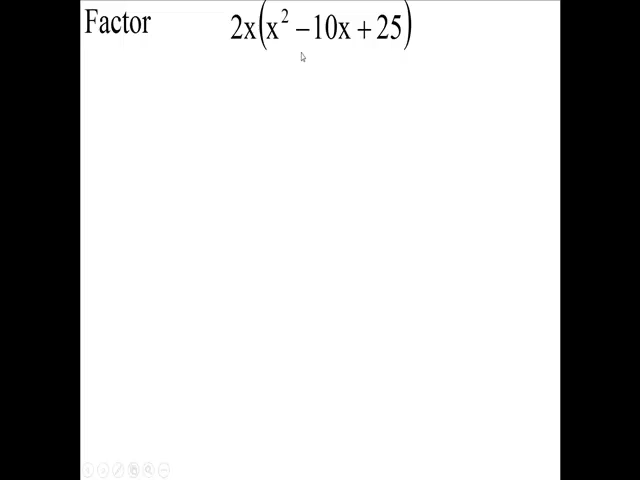 Factor 2x(x² − 10x + 25)